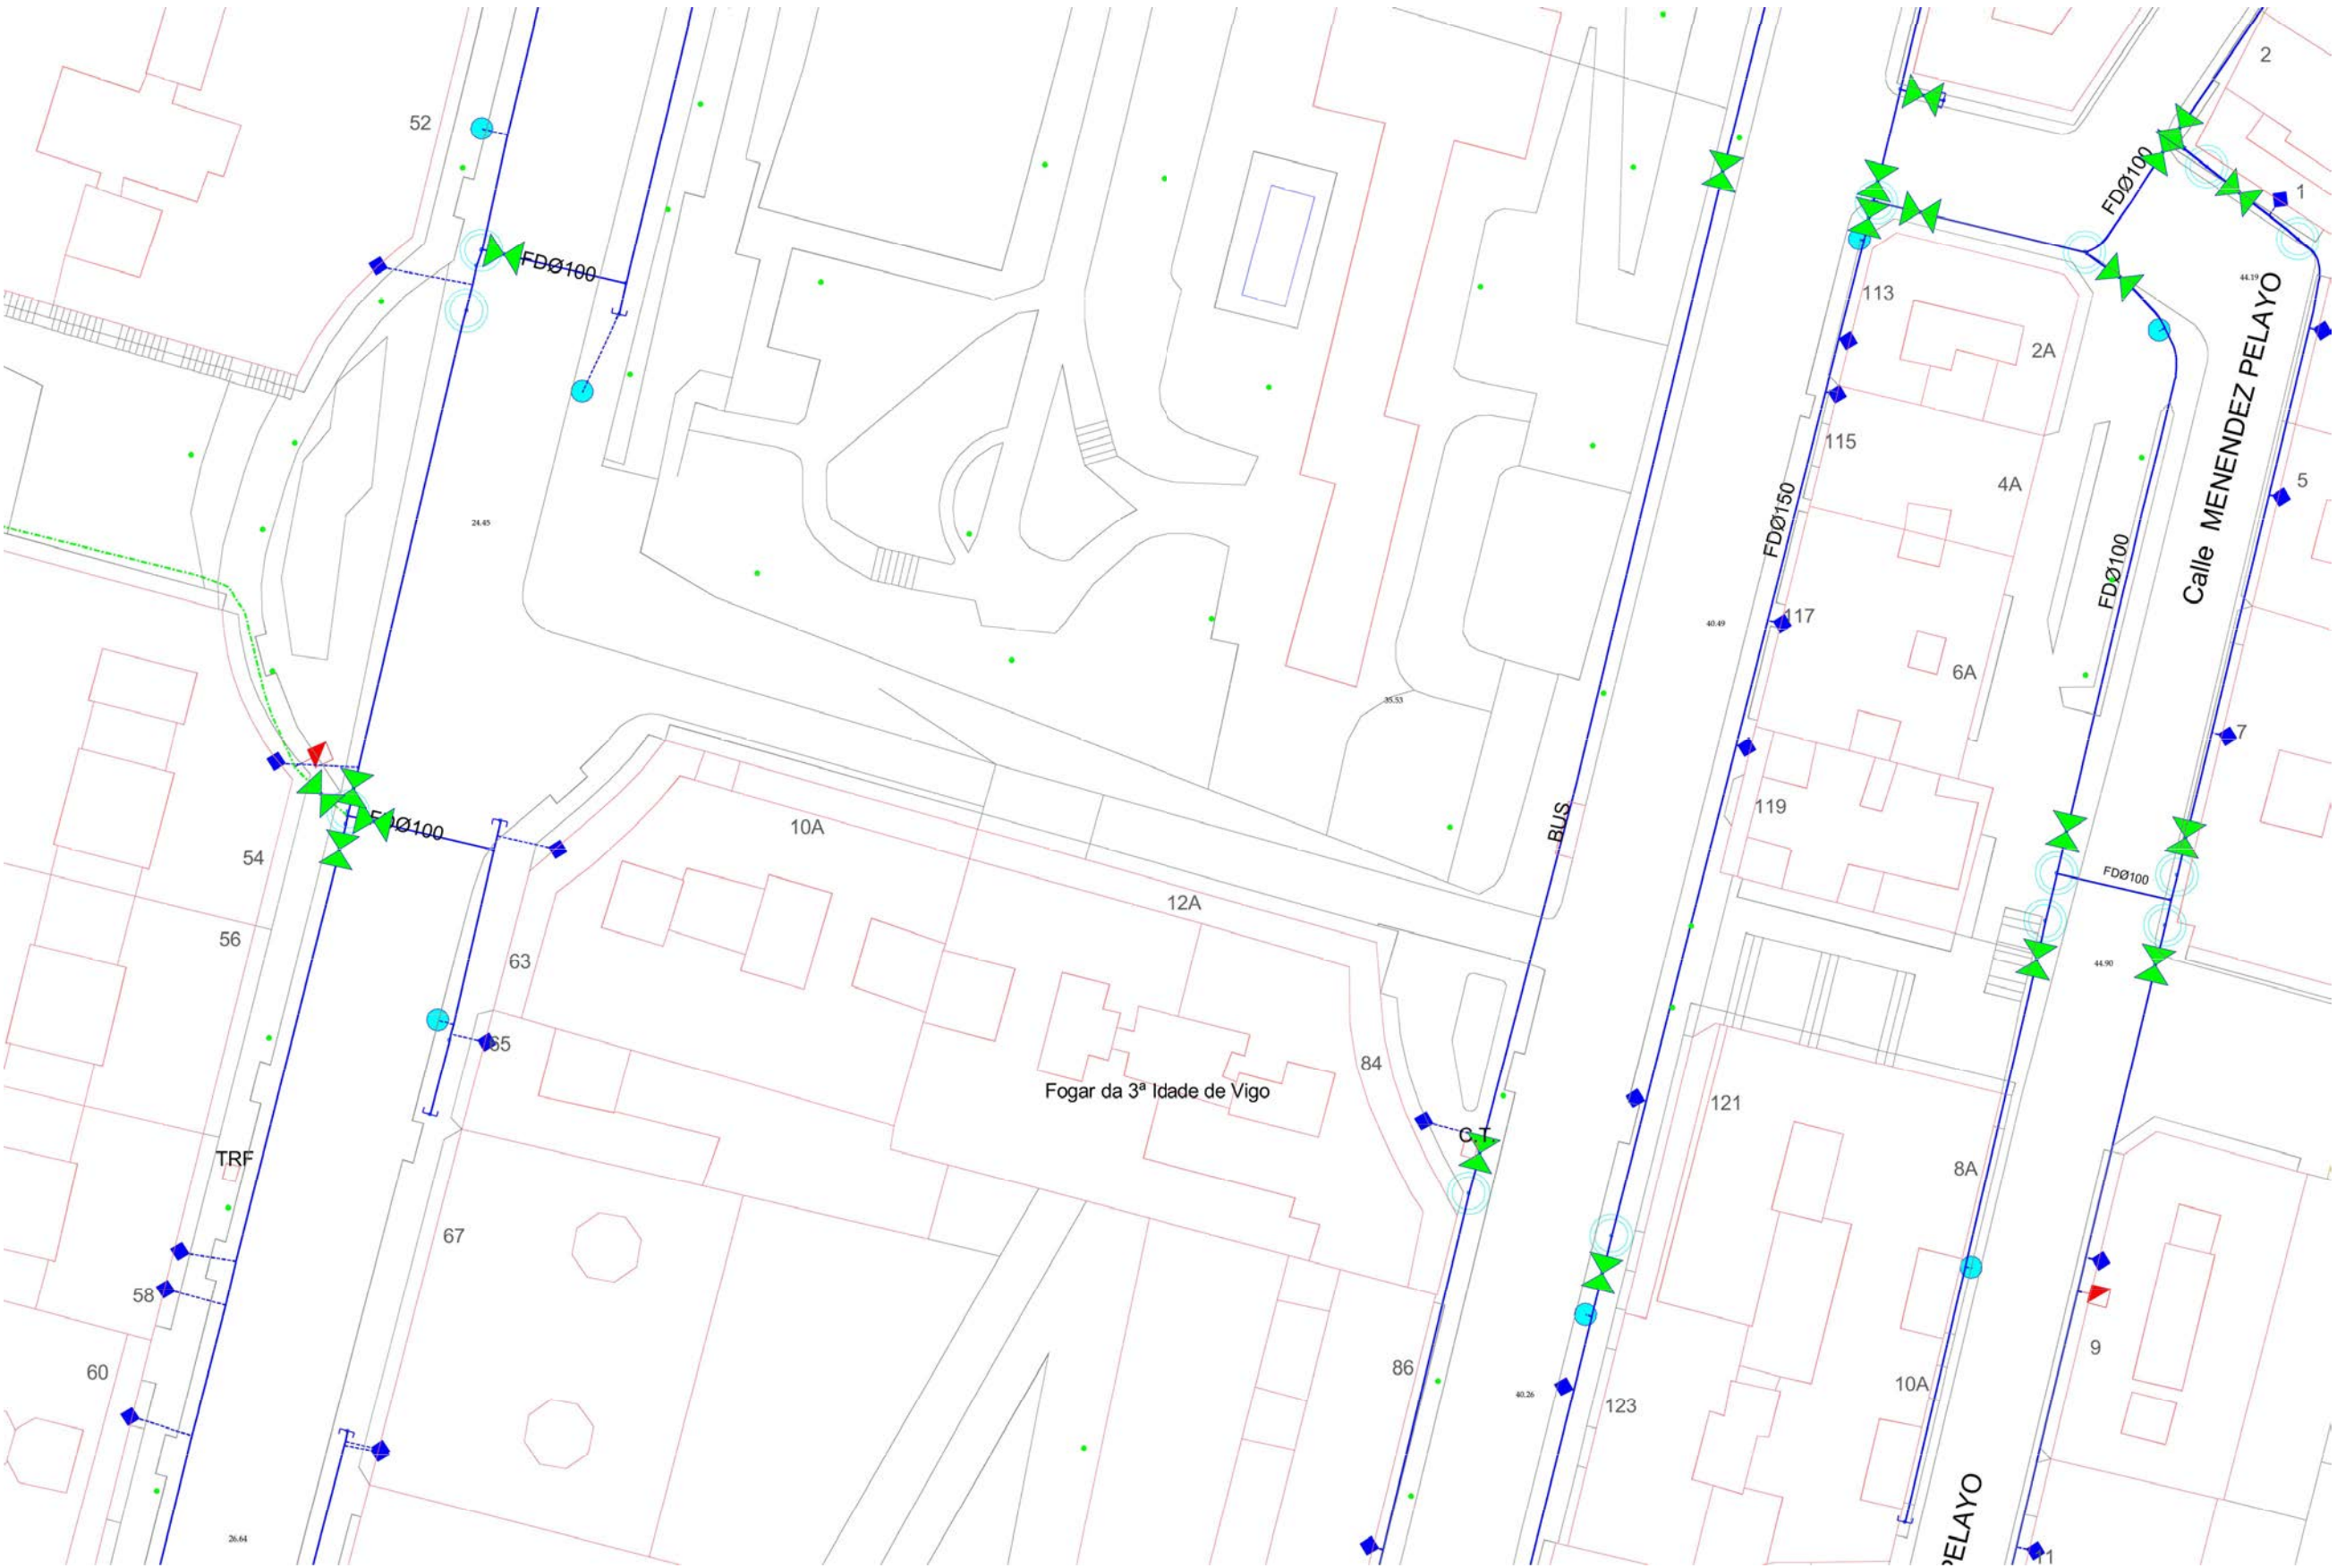 2
52
1
FDØ100
FDØ100
44.19
113
2A
Calle MENENDEZ PELAYO
115
5
4A
FDØ150
24.45
FDØ100
117
40.49
6A
35.53
7
119
BUS
FDØ100
10A
54
FDØ100
12A
56
63
44.90
65
84
Fogar da 3ª Idade de Vigo
121
C.T.
TRF
8A
67
58
9
86
60
40.26
10A
123
PELAYO
26.64
11